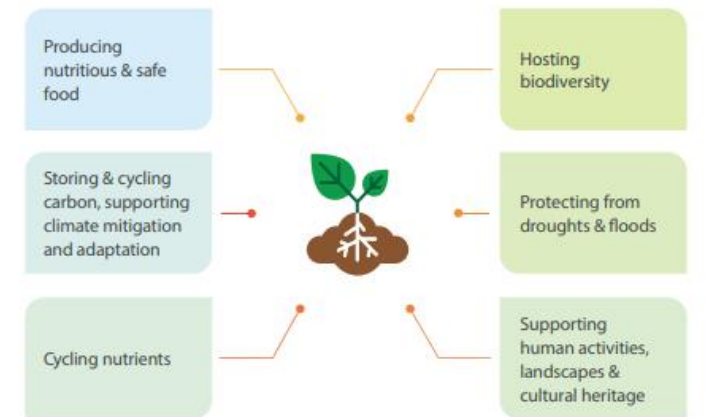 Producing
nutritious & safe
food
Storing & cycling
carbon, supporting
climate mitigation
and adaptation
Cycling nutrients
Hosting
biodiversity
Protecting from
droughts & floods
Supporting
human activities,
landscapes &
cultural heritage